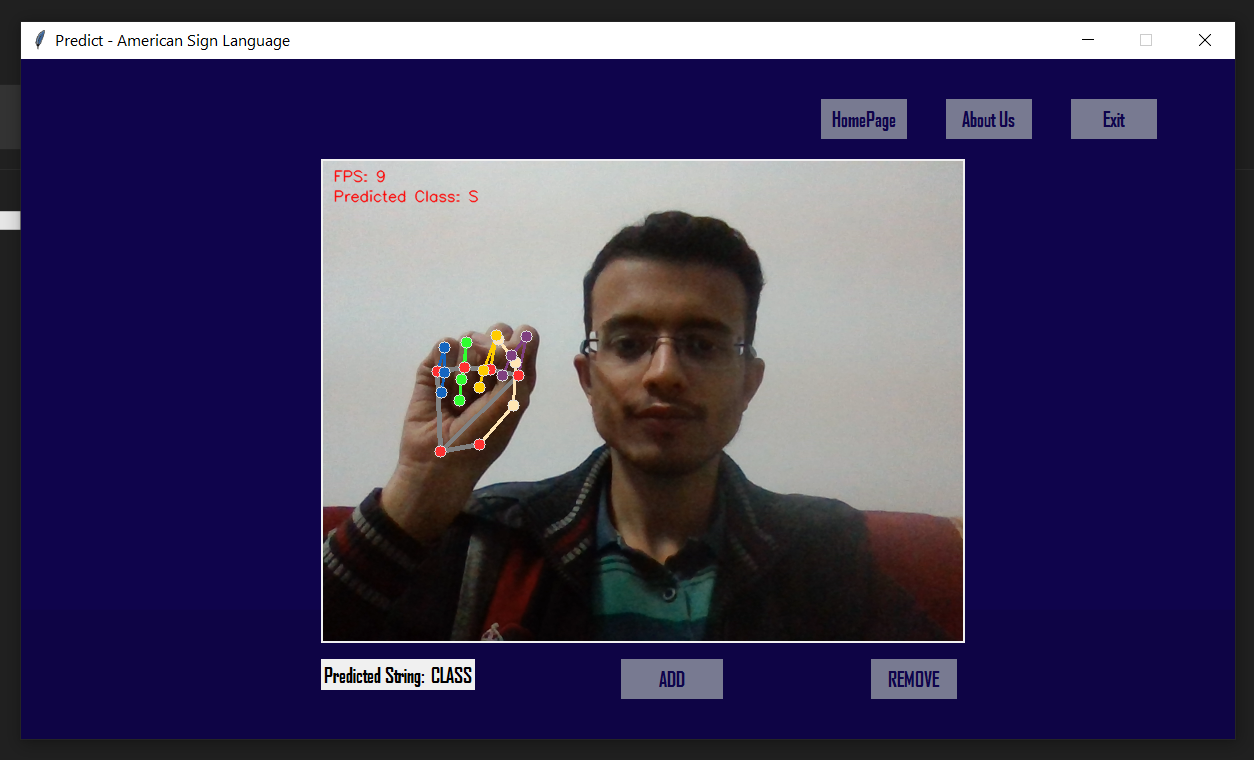 Predict - American Sign Language
HomePage
About Us
Exit
FPS: 9
Predicted Class: S
Predicted String: CLASS
ADD
REMOVE